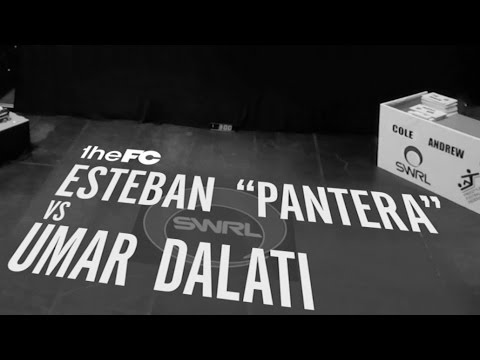 theFC
ESTEBAN "PANTERA"
VS
UMAR DALATI
SWRL
COLE ANDREW
SWRL